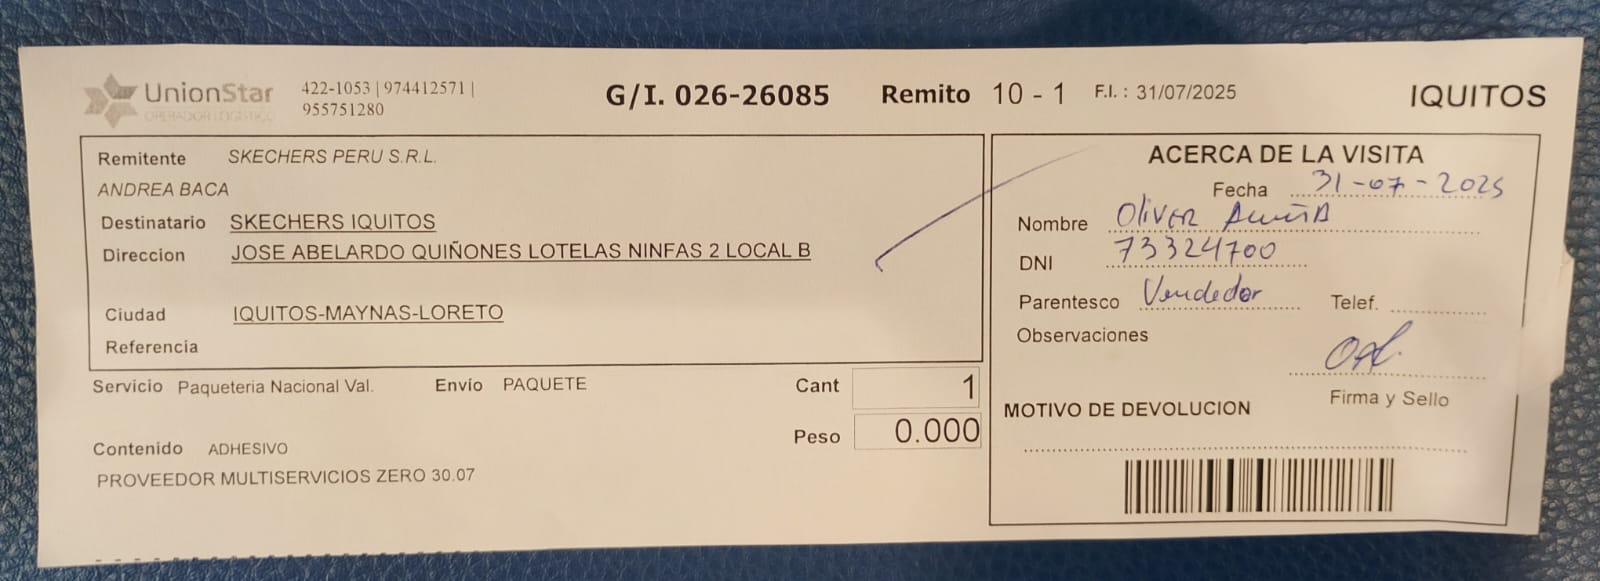 UnionStar
OPERADOR LOGISTICO
422-1053 | 974412571 |
955751280
G/I. 026-26085
Remito 10 - 1
F.I. : 31/07/2025
IQUITOS
Remitente SKECHERS PERU S.R.L.
ANDREA BACA
Destinatario SKECHERS IQUITOS
Direccion JOSE ABELARDO QUIÑONES LOTELAS NINFAS 2 LOCAL B
Ciudad IQUITOS-MAYNAS-LORETO
Referencia
Servicio Paqueteria Nacional Val. Envío PAQUETE
Cant 1
Peso 0.000
Contenido ADHESIVO
PROVEEDOR MULTISERVICIOS ZERO 30.07
ACERCA DE LA VISITA
Fecha 31-07-2025
Nombre Oliver
DNI 73324700
Parentesco Vendedor Telef.
Observaciones
Firma y Sello
MOTIVO DE DEVOLUCION